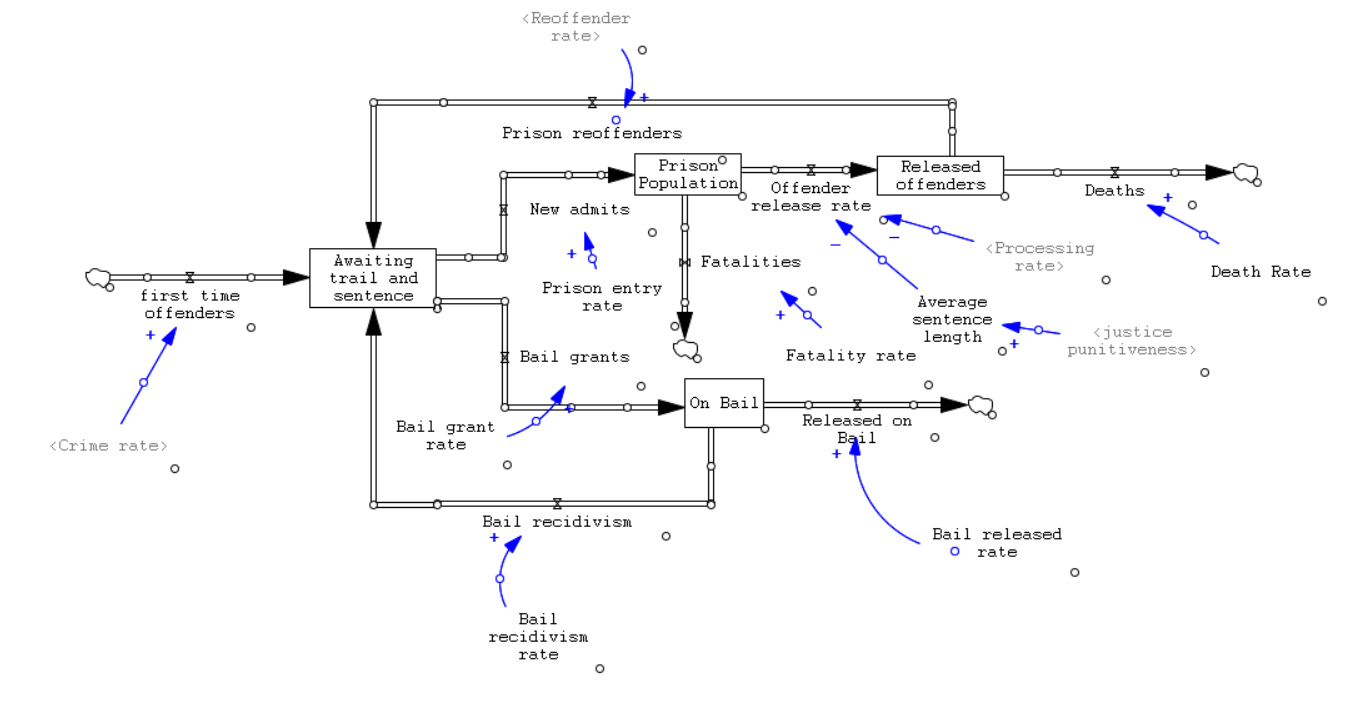 <Reoffender
rate>
+
Prison reoffenders
Prison
Population
Released
offenders
Offender
release rate
Deaths
+
New admits
–
–
<Processing
rate>
Awaiting
trail and
sentence
+
Fatalities
Death Rate
first time
offenders
Prison entry
rate
Average
sentence
length
+
+
<justice
punitiveness>
+
Bail grants
Fatality rate
On Bail
+
Bail grant
rate
Released on
Bail
+
<Crime rate>
Bail recidivism
+
Bail released
rate
Bail
recidivism
rate